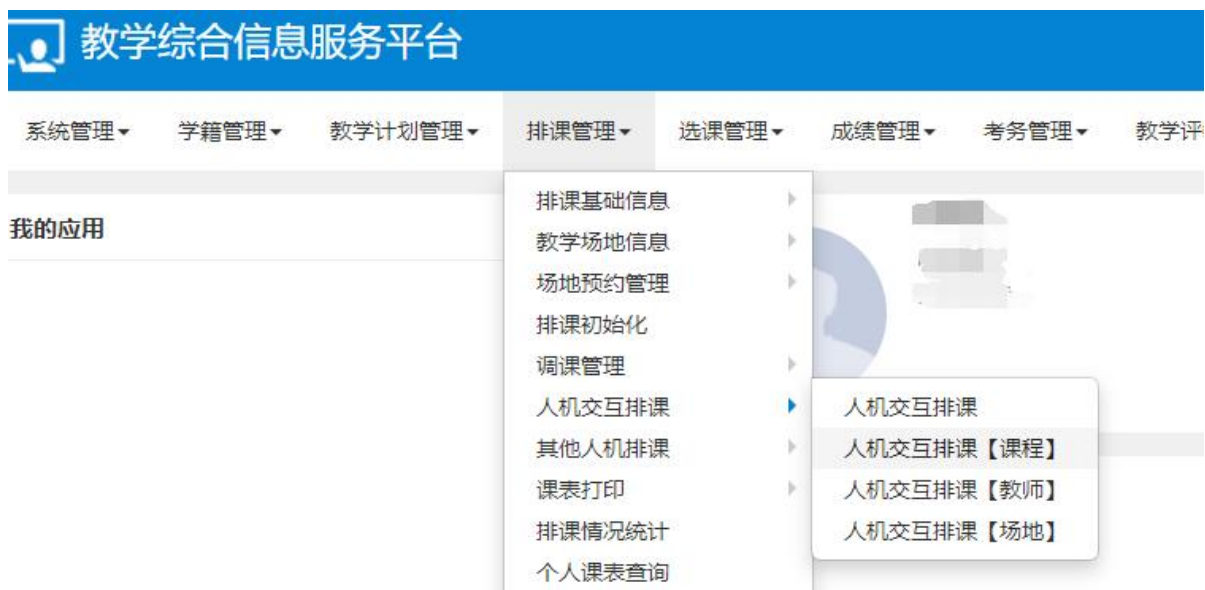 教学综合信息服务平台
系统管理 学籍管理 教学计划管理 排课管理 选课管理 成绩管理 考务管理 教学评
我的应用
排课基础信息
教学场地信息
场地预约管理
排课初始化
调课管理
人机交互排课
其他人机排课
课表打印
排课情况统计
个人课表查询
人机交互排课
人机交互排课【课程】
人机交互排课【教师】
人机交互排课【场地】